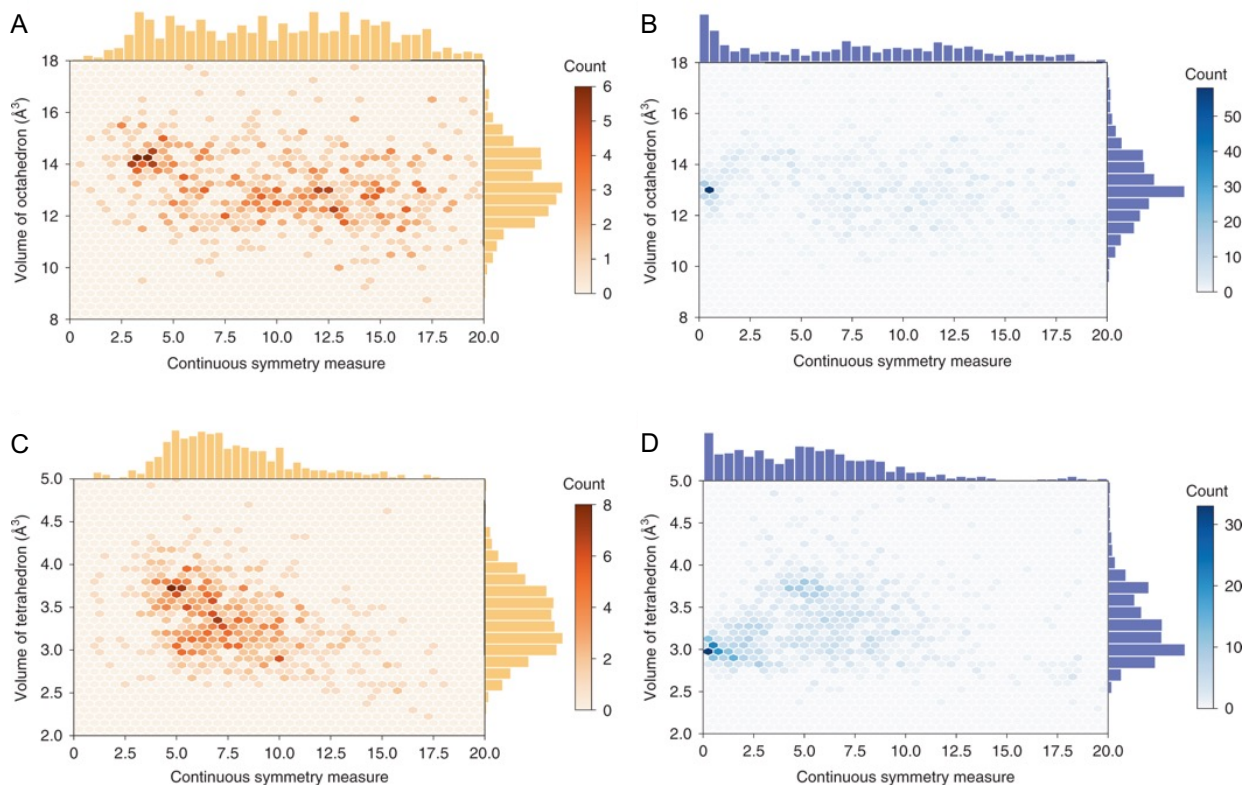 A
Count
18
16
14
12
10
8
Volume of octahedron (Å3)
0 2.5 5.0 7.5 10.0 12.5 15.0 17.5 20.0
Continuous symmetry measure
6
5
4
3
2
1
0
B
Count
18
16
14
12
10
8
Volume of octahedron (Å3)
0 2.5 5.0 7.5 10.0 12.5 15.0 17.5 20.0
Continuous symmetry measure
50
40
30
20
10
0
C
Count
5.0
4.5
4.0
3.5
3.0
2.5
2.0
Volume of tetrahedron (Å3)
0 2.5 5.0 7.5 10.0 12.5 15.0 17.5 20.0
Continuous symmetry measure
8
6
4
2
0
D
Count
5.0
4.5
4.0
3.5
3.0
2.5
2.0
Volume of tetrahedron (Å3)
0 2.5 5.0 7.5 10.0 12.5 15.0 17.5 20.0
Continuous symmetry measure
30
20
10
0